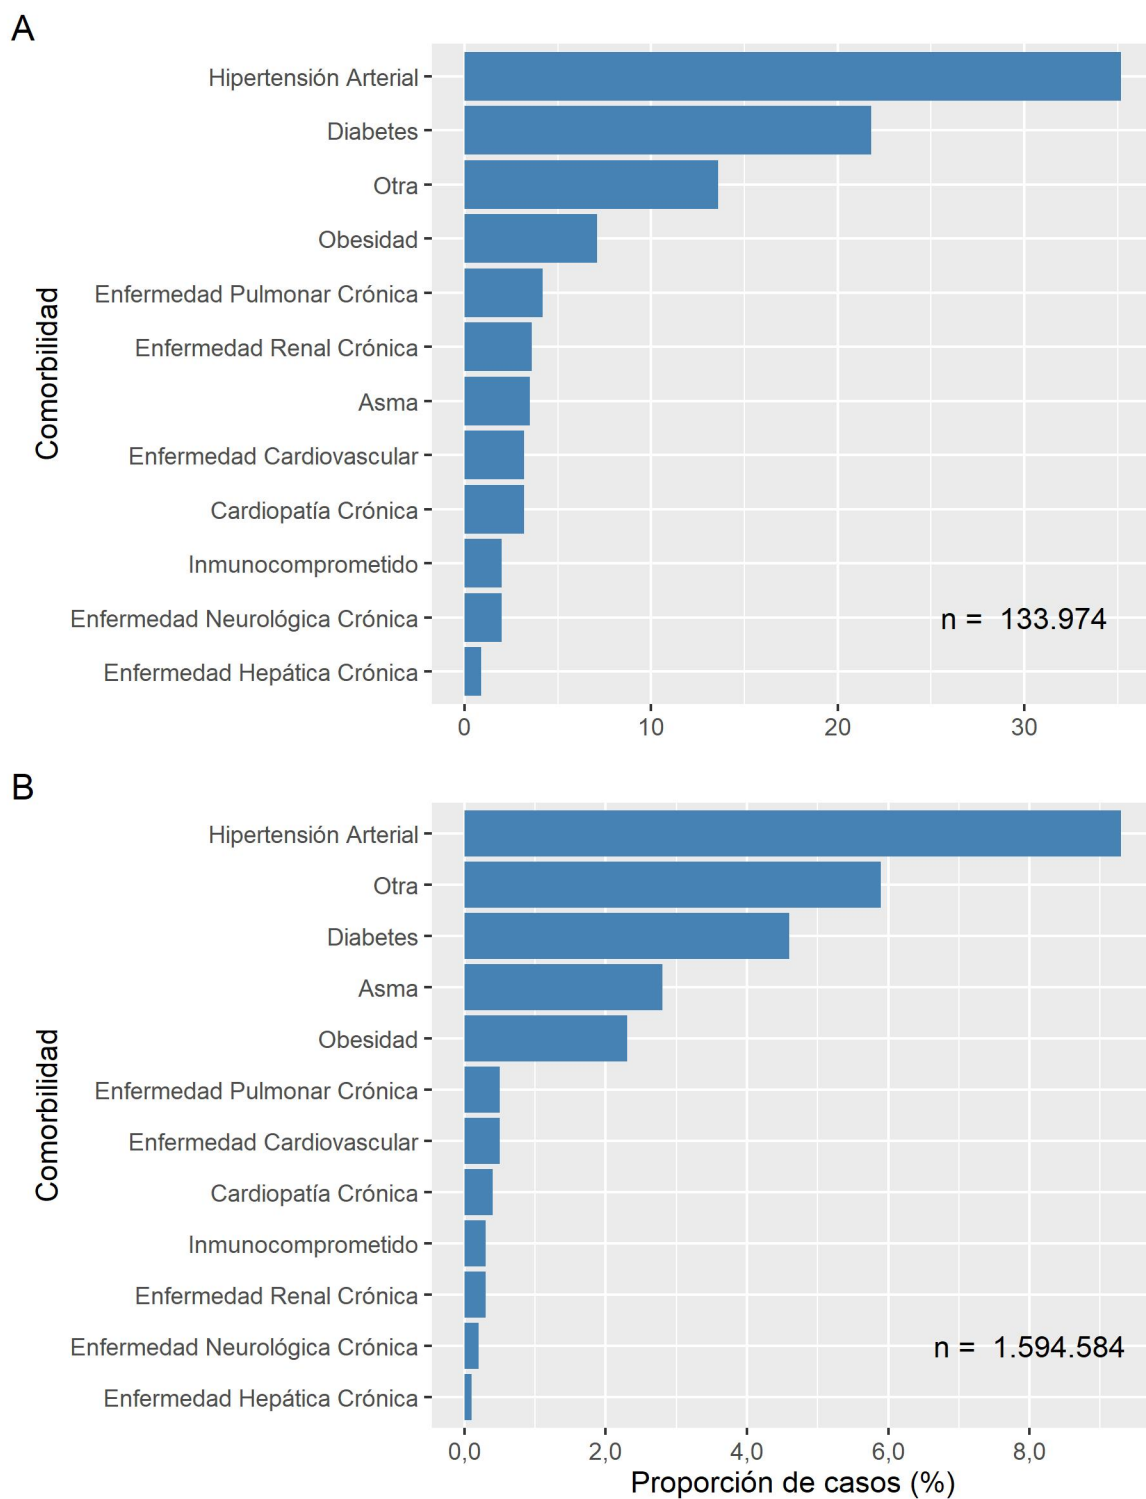 A
Hipertensión Arterial
Diabetes
Otra
Obesidad
Enfermedad Pulmonar Crónica
Enfermedad Renal Crónica
Asma
Enfermedad Cardiovascular
Cardiopatía Crónica
Inmunocomprometido
Enfermedad Neurológica Crónica
Enfermedad Hepática Crónica
Comorbilidad
n = 133.974
0 10 20 30
B
Hipertensión Arterial
Otra
Diabetes
Asma
Obesidad
Enfermedad Pulmonar Crónica
Enfermedad Cardiovascular
Cardiopatía Crónica
Inmunocomprometido
Enfermedad Renal Crónica
Enfermedad Neurológica Crónica
Enfermedad Hepática Crónica
Comorbilidad
n = 1.594.584
0,0 2,0 4,0 6,0 8,0
Proporción de casos (%)